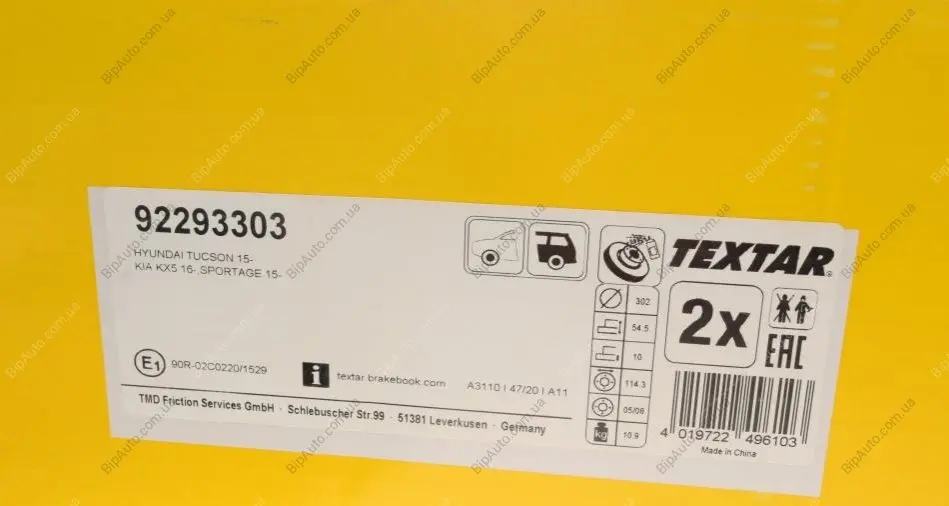 92293303
HYUNDAI TUCSON 15-
KIA KX5 16-,SPORTAGE 15-
E1 90R-02C0220/1529
i textar brakebook.com A3110 I 47/20 I A11
TMD Friction Services GmbH · Schlebuscher Str.99 · 51381 Leverkusen · Germany
302
54.5
10
114.3
05/06
kg 10.9
TEXTAR®
2x
EAC
4 019722 496103
Made in China
BipAuto.com.ua